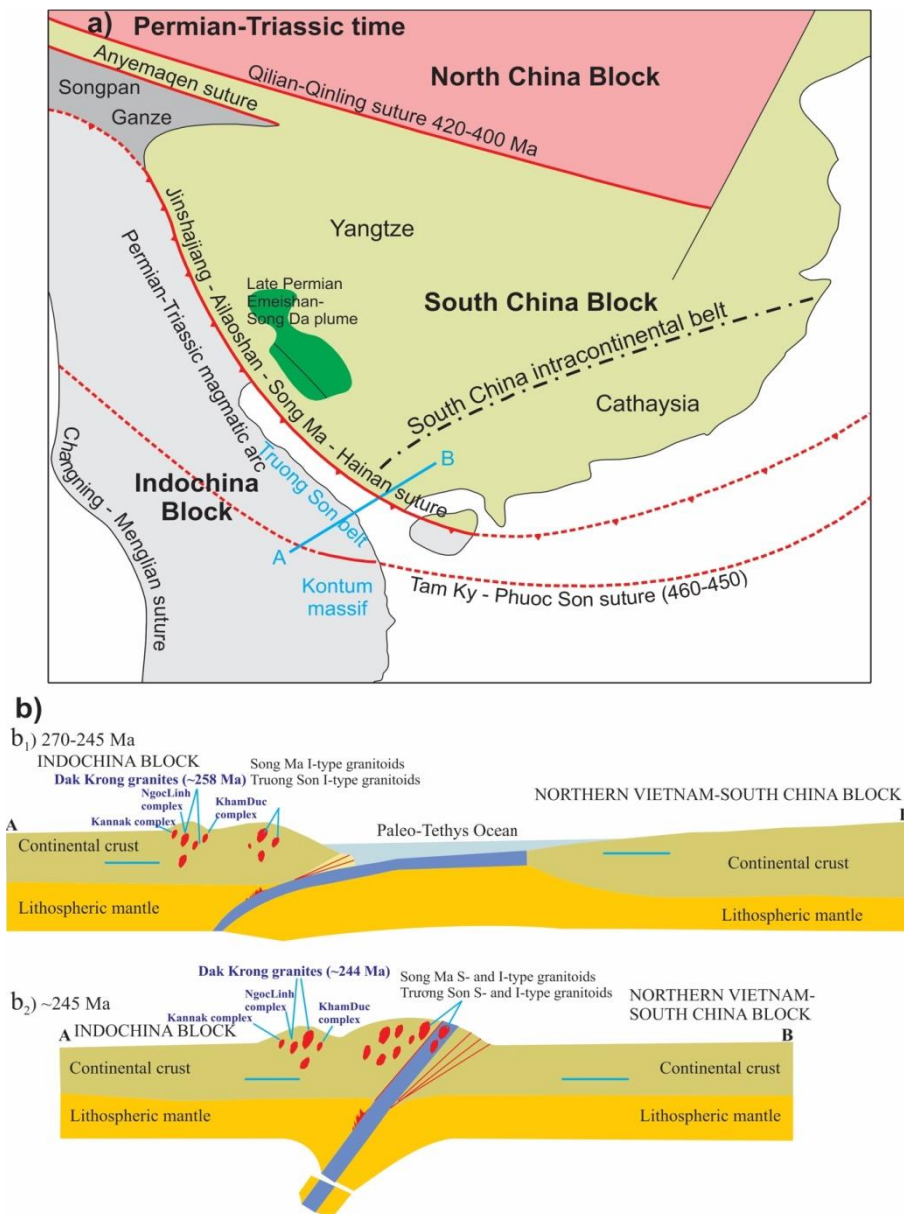 a)
Permian-Triassic time
North China Block
Anyemaqen suture
Qilian-Qinling suture 420-400 Ma
Songpan
Ganze
Yangtze
Jinshajiang - Ailaoshan - Song Ma - Hainan suture
Permian-Triassic magmatic arc
Late Permian
Emeishan-
Song Da plume
South China Block
South China intracontinental belt
Cathaysia
Truong Son belt
B
Indochina
Block
A
Changning - Menglian suture
Kontum
massif
Tam Ky - Phuoc Son suture (460-450)
b)
b1) 270-245 Ma
INDOCHINA BLOCK
Dak Krong granites (~258 Ma)
NgocLinh
complex
Kannak complex
KhamDuc
complex
Song Ma I-type granitoids
Truong Son I-type granitoids
NORTHERN VIETNAM-SOUTH CHINA BLOCK
A
Paleo-Tethys Ocean
Continental crust
Continental crust
Lithospheric mantle
Lithospheric mantle
b2) ~245 Ma
Dak Krong granites (~244 Ma)
NgocLinh
complex
Kannak complex
KhamDuc
complex
Song Ma S- and I-type granitoids
Trương Son S- and I-type granitoids
NORTHERN VIETNAM-
SOUTH CHINA BLOCK
A
INDOCHINA BLOCK
B
Continental crust
Continental crust
Lithospheric mantle
Lithospheric mantle